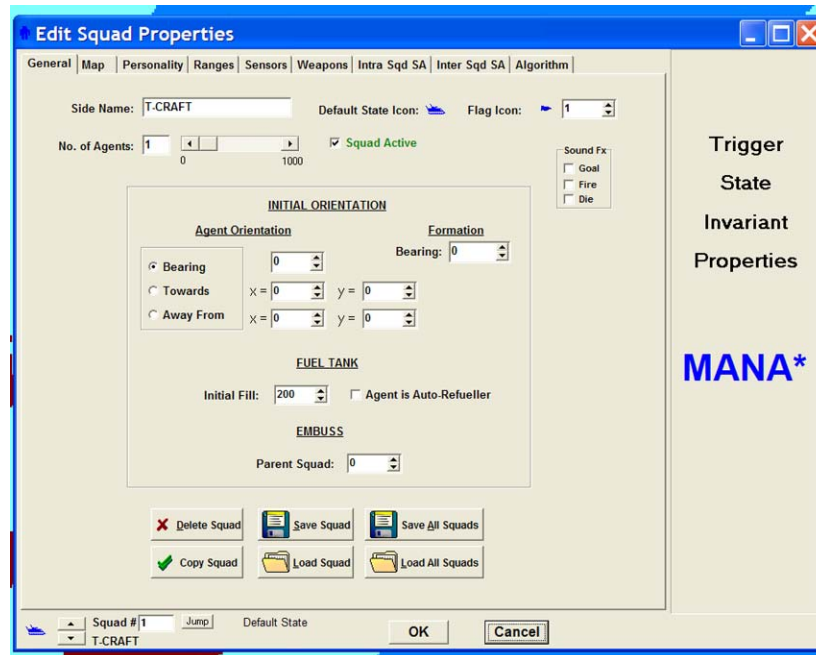 Edit Squad Properties
General Map Personality Ranges Sensors Weapons Intra Sqd SA Inter Sqd SA Algorithm
Side Name: T-CRAFT Default State Icon: Flag Icon: 1
No. of Agents: 1 Squad Active
0 1000
Sound Fx
Goal
Fire
Die
INITIAL ORIENTATION
Agent Orientation Formation
Bearing 0 Bearing: 0
Towards x = 0 y = 0
Away From x = 0 y = 0
FUEL TANK
Initial Fill: 200 Agent is Auto-Refueller
EMBUSS
Parent Squad: 0
Delete Squad Save Squad Save All Squads
Copy Squad Load Squad Load All Squads
Squad # 1 Jump Default State
T-CRAFT
OK Cancel
Trigger
State
Invariant
Properties
MANA*